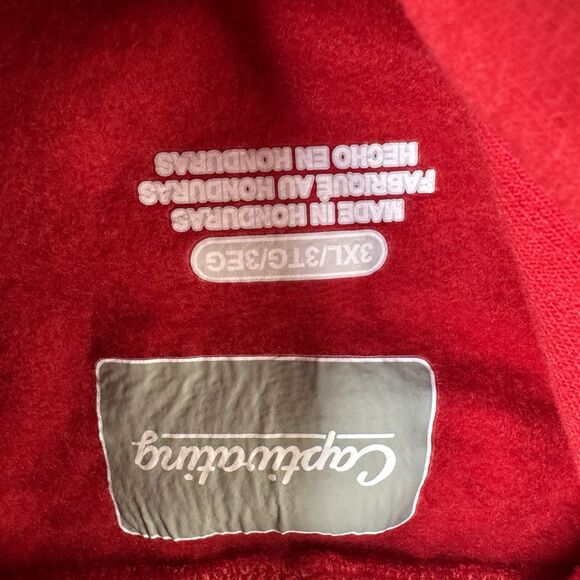 Captivating
3XL/3TG/3EG
MADE IN HONDURAS
FABRIQUÉ AU HONDURAS
HECHO EN HONDURAS